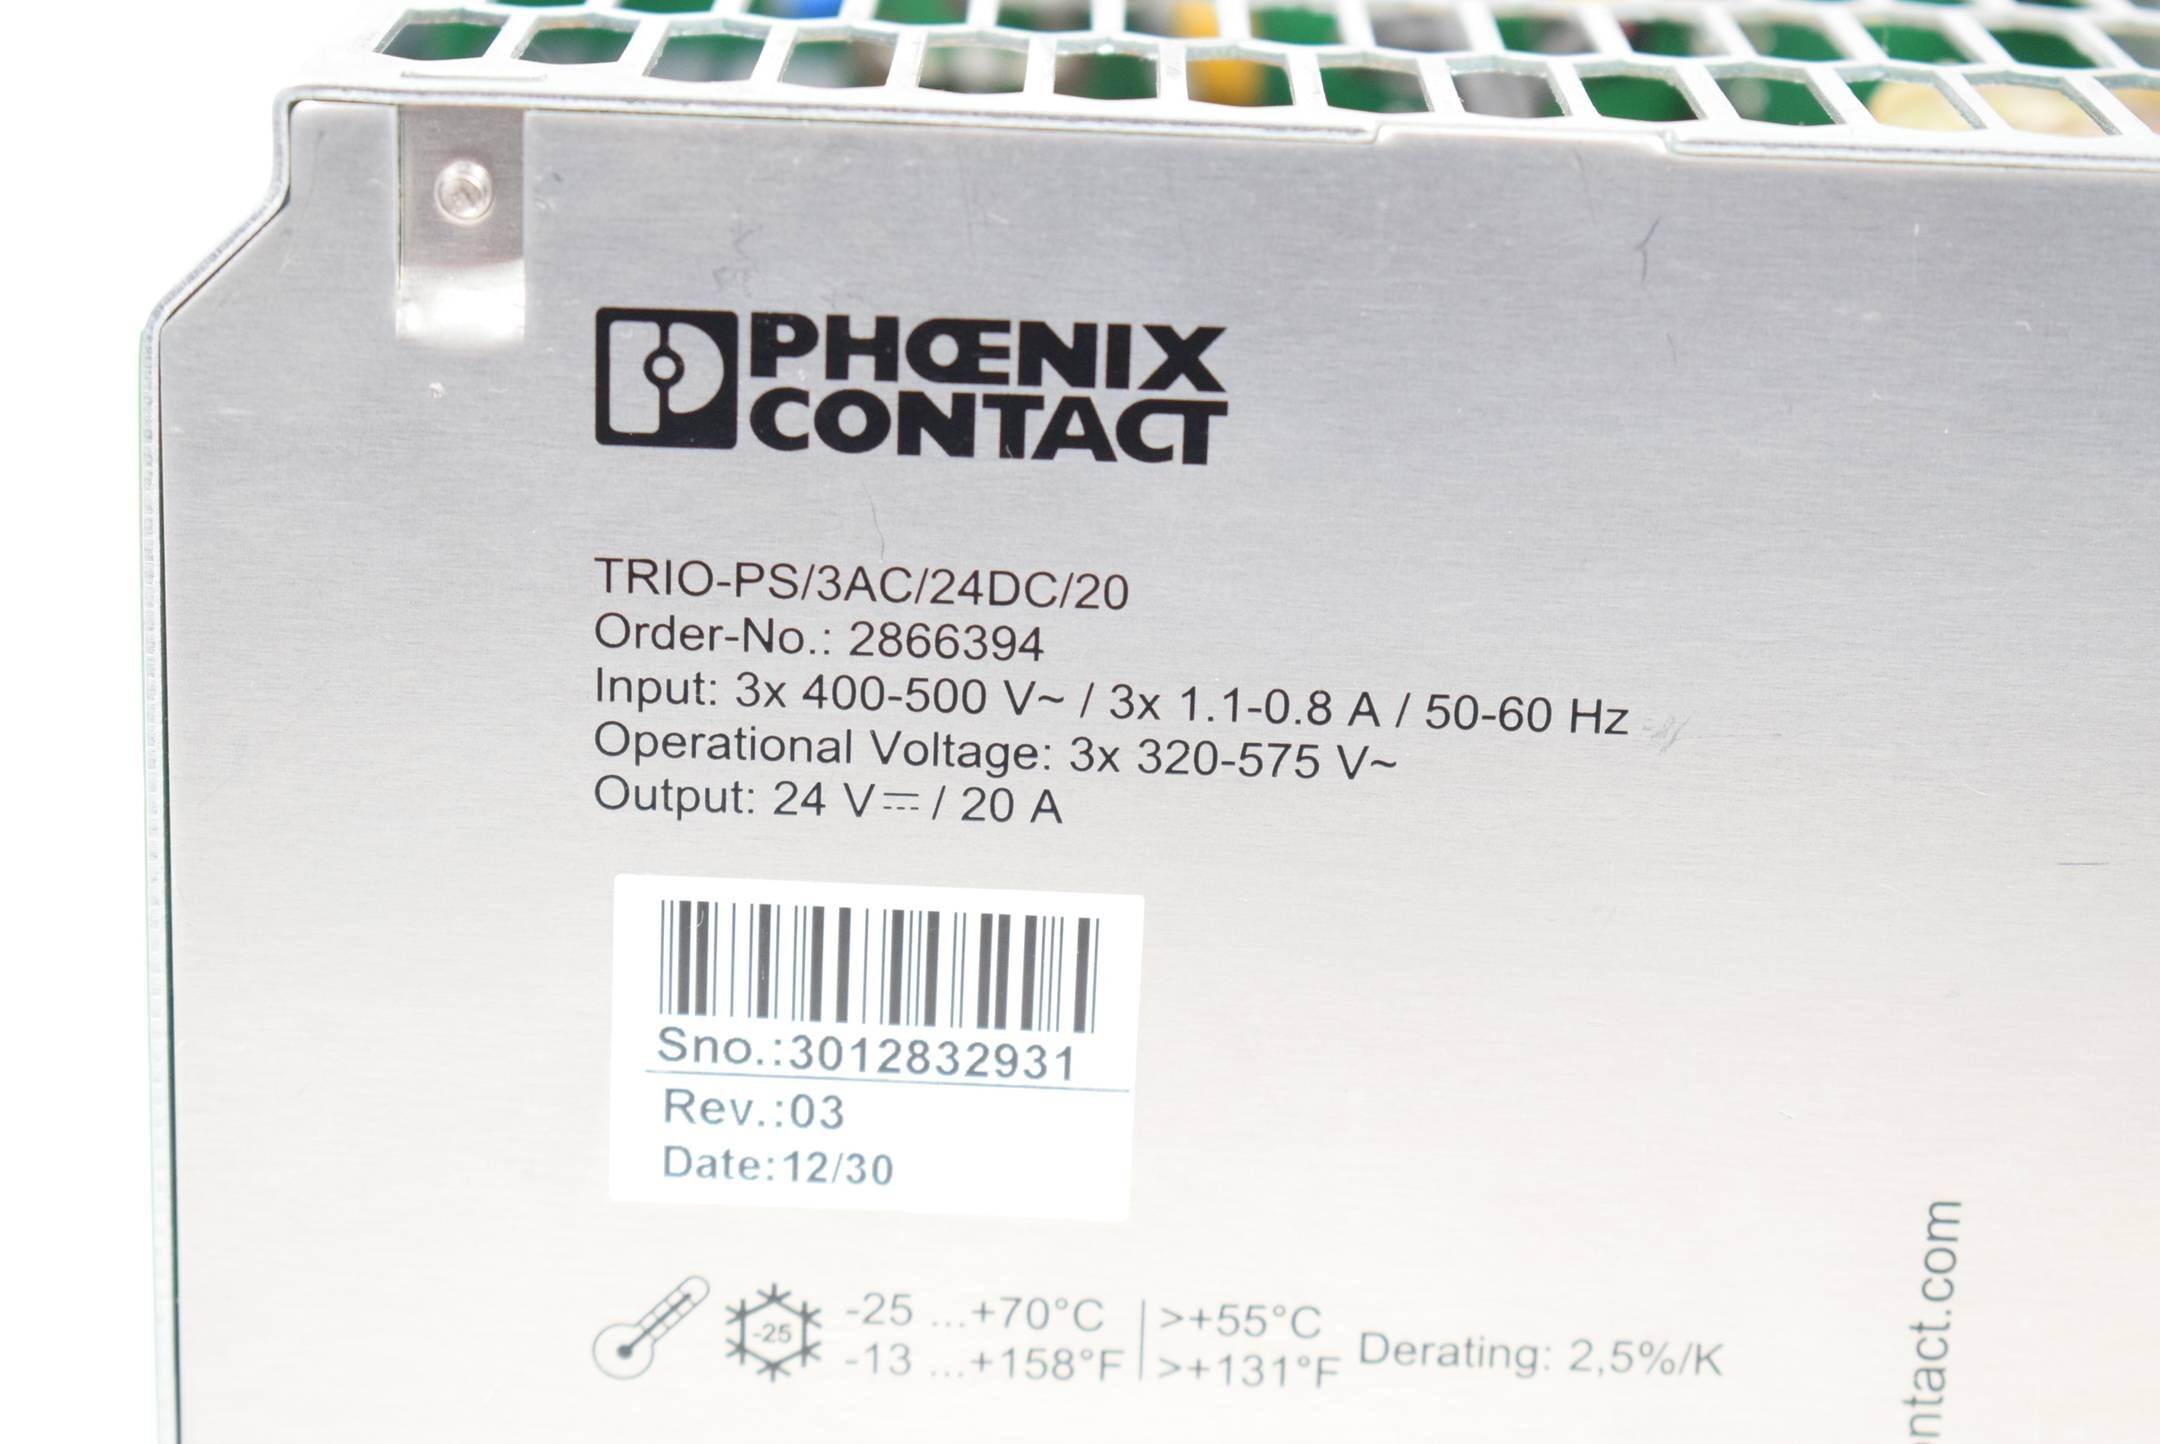 PHŒNIX
CONTACT
TRIO-PS/3AC/24DC/20
Order-No.: 2866394
Input: 3x 400-500 V~ / 3x 1.1-0.8 A / 50-60 Hz
Operational Voltage: 3x 320-575 V~
Output: 24 V⎓ / 20 A
Sno.:3012832931
Rev.:03
Date:12/30
-25
-25 ...+70°C >+55°C
-13 ...+158°F >+131°F
Derating: 2,5%/K
ontact.com